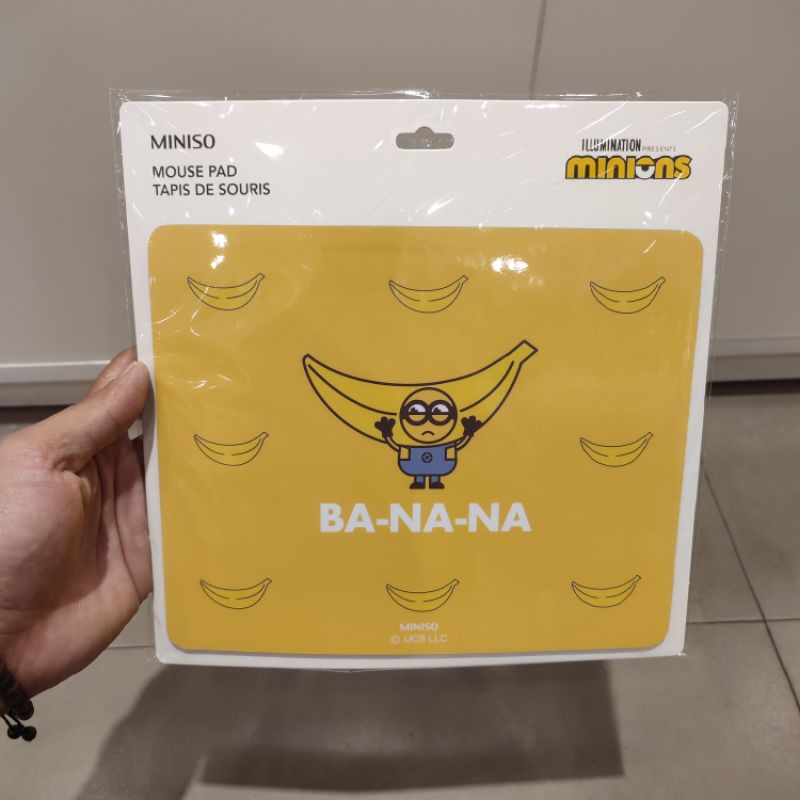 MINISO
MOUSE PAD
TAPIS DE SOURIS
ILLUMINATION PRESENTS
minions
BA-NA-NA
MINISO
© UCS LLC